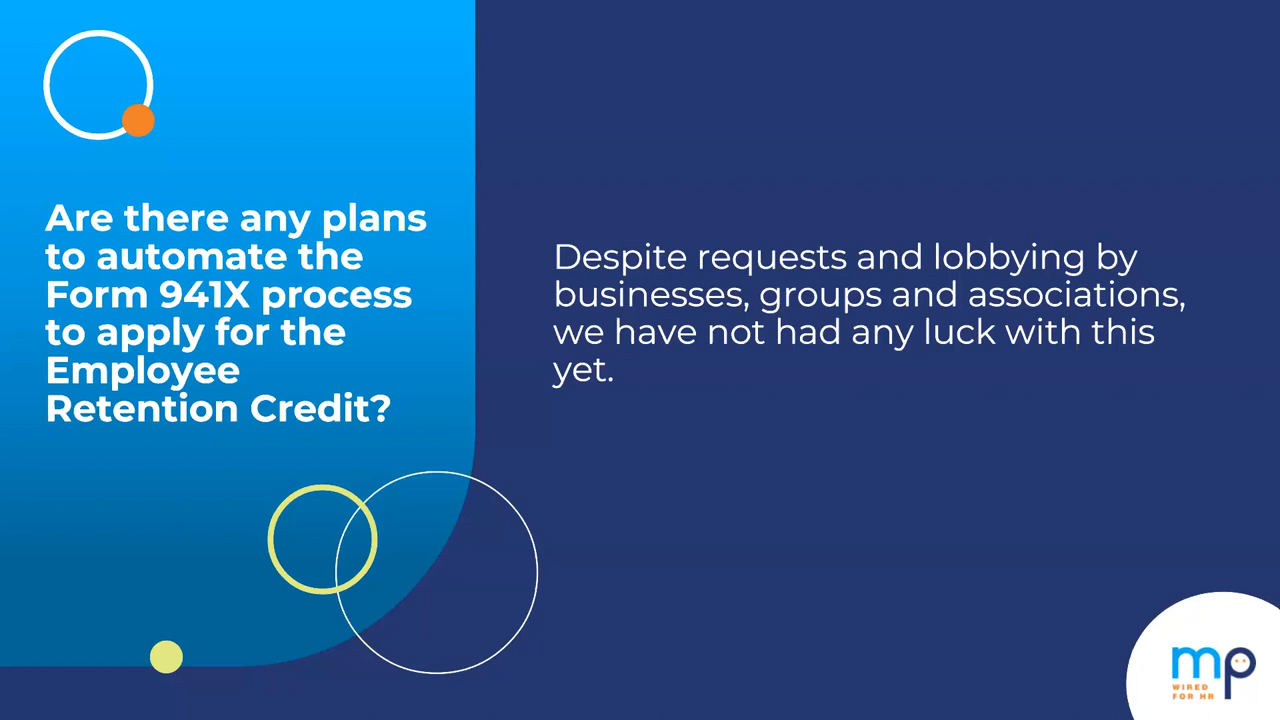 Are there any plans
to automate the
Form 941X process
to apply for the
Employee
Retention Credit?
Despite requests and lobbying by
businesses, groups and associations,
we have not had any luck with this
yet.
mp
WIRED
FOR HR